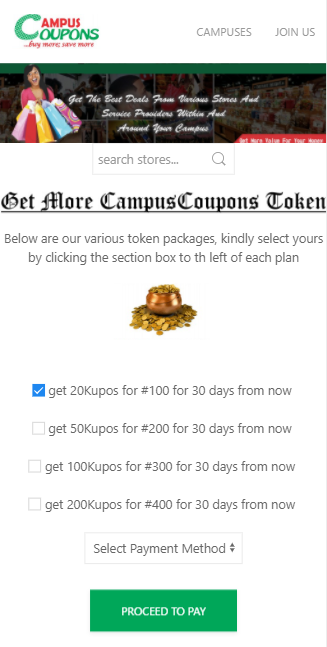 CAMPUS
COUPONS
...buy more; save more
CAMPUSES JOIN US
Get The Best Deals From Various Stores And
Service Providers Within And
Around Your Campus
Get More Value For Your Money
search stores...
Get More CampusCoupons Token
Below are our various token packages, kindly select yours
by clicking the section box to th left of each plan
get 20Kupos for #100 for 30 days from now
get 50Kupos for #200 for 30 days from now
get 100Kupos for #300 for 30 days from now
get 200Kupos for #400 for 30 days from now
Select Payment Method
PROCEED TO PAY